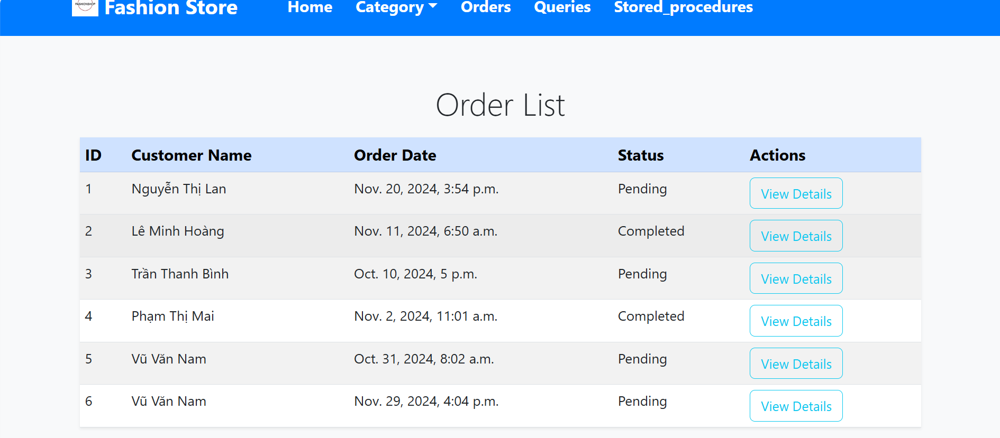 FASHIONSHOP
Fashion Store Home Category Orders Queries Stored_procedures
Order List
ID Customer Name Order Date Status Actions
1 Nguyễn Thị Lan Nov. 20, 2024, 3:54 p.m. Pending View Details
2 Lê Minh Hoàng Nov. 11, 2024, 6:50 a.m. Completed View Details
3 Trần Thanh Bình Oct. 10, 2024, 5 p.m. Pending View Details
4 Phạm Thị Mai Nov. 2, 2024, 11:01 a.m. Completed View Details
5 Vũ Văn Nam Oct. 31, 2024, 8:02 a.m. Pending View Details
6 Vũ Văn Nam Nov. 29, 2024, 4:04 p.m. Pending View Details